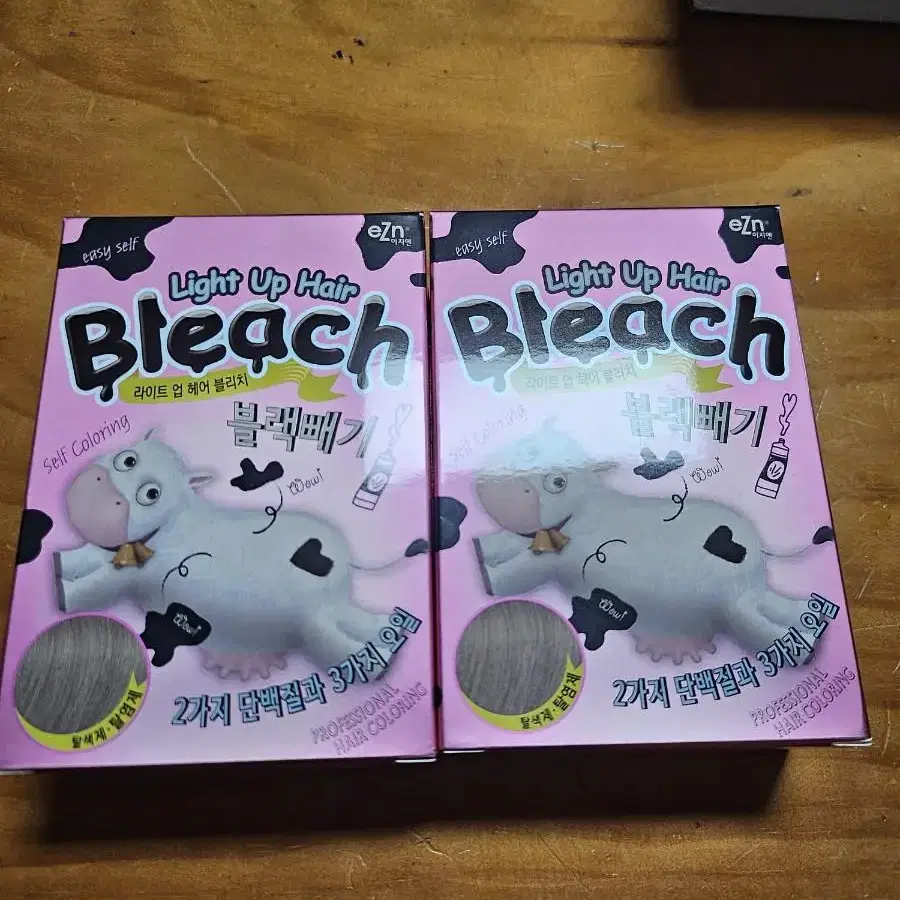 easy self
eZn
이지엔
Light Up Hair
Bleach
라이트 업 헤어 블리치
블랙빼기
Self Coloring
Wow!
Wow!
탈색제·탈염제
2가지 단백질과 3가지 오일
PROFESSIONAL
HAIR COLORING
easy self
eZn
이지엔
Light Up Hair
Bleach
라이트 업 헤어 블리치
블랙빼기
Self Coloring
Wow!
Wow!
탈색제·탈염제
2가지 단백질과 3가지 오일
PROFESSIONAL
HAIR COLORING